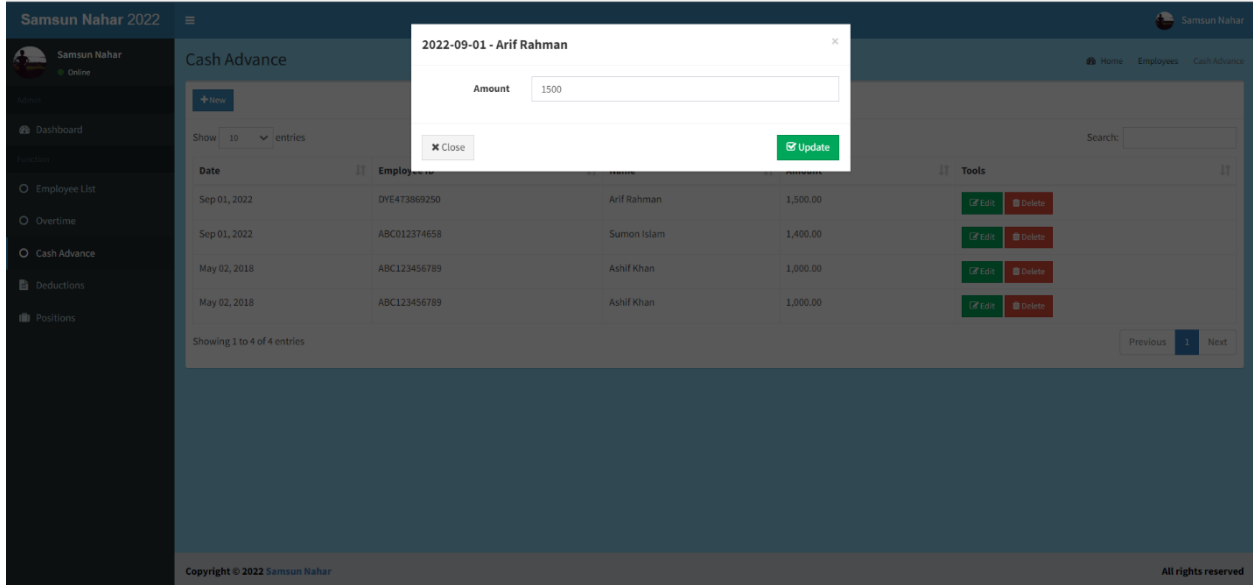 Samsun Nahar 2022
Samsun Nahar
Samsun Nahar
Online
Cash Advance
Home Employees Cash Advance
Dashboard
Employee List
Overtime
Cash Advance
Deductions
Positions
2022-09-01 - Arif Rahman ×
Amount 1500
Close Update
+ New
Show 10 entries
Search:
Date Employee ID Name Amount Tools
Sep 01, 2022 DYE473869250 Arif Rahman 1,500.00 Edit Delete
Sep 01, 2022 ABC012374658 Sumon Islam 1,400.00 Edit Delete
May 02, 2018 ABC123456789 Ashif Khan 1,000.00 Edit Delete
May 02, 2018 ABC123456789 Ashif Khan 1,000.00 Edit Delete
Showing 1 to 4 of 4 entries
Previous 1 Next
Copyright © 2022 Samsun Nahar
All rights reserved